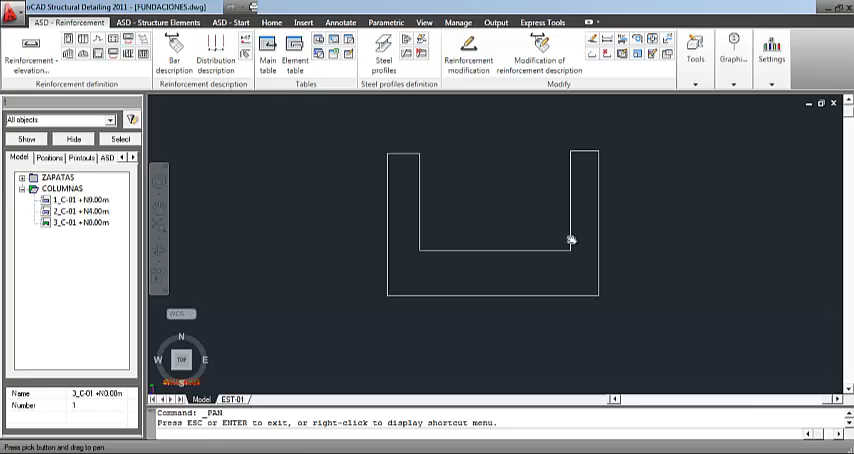 oCAD Structural Detailing 2011 - [FUNDACIONES.dwg]
ASD - Reinforcement ASD - Structure Elements ASD - Start Home Insert Annotate Parametric View Manage Output Express Tools
Reinforcement - elevation... Bar description Distribution description Main table Element table Steel profiles Reinforcement modification Modification of reinforcement description Tools Graphi... Settings
Reinforcement definition Reinforcement description Tables Steel profiles definition Modify
All objects
Show Hide Select
Model Positions Printouts ASD
ZAPATAS
COLUMNAS
1_C-01 +N9.00m
2_C-01 +N4.00m
3_C-01 +N0.00m
WCS
N
W TOP E
S
Name 3_C-01 +N0.00m
Number 1
Model EST-01
Command: _PAN
Press ESC or ENTER to exit, or right-click to display shortcut menu.
Press pick button and drag to pan.